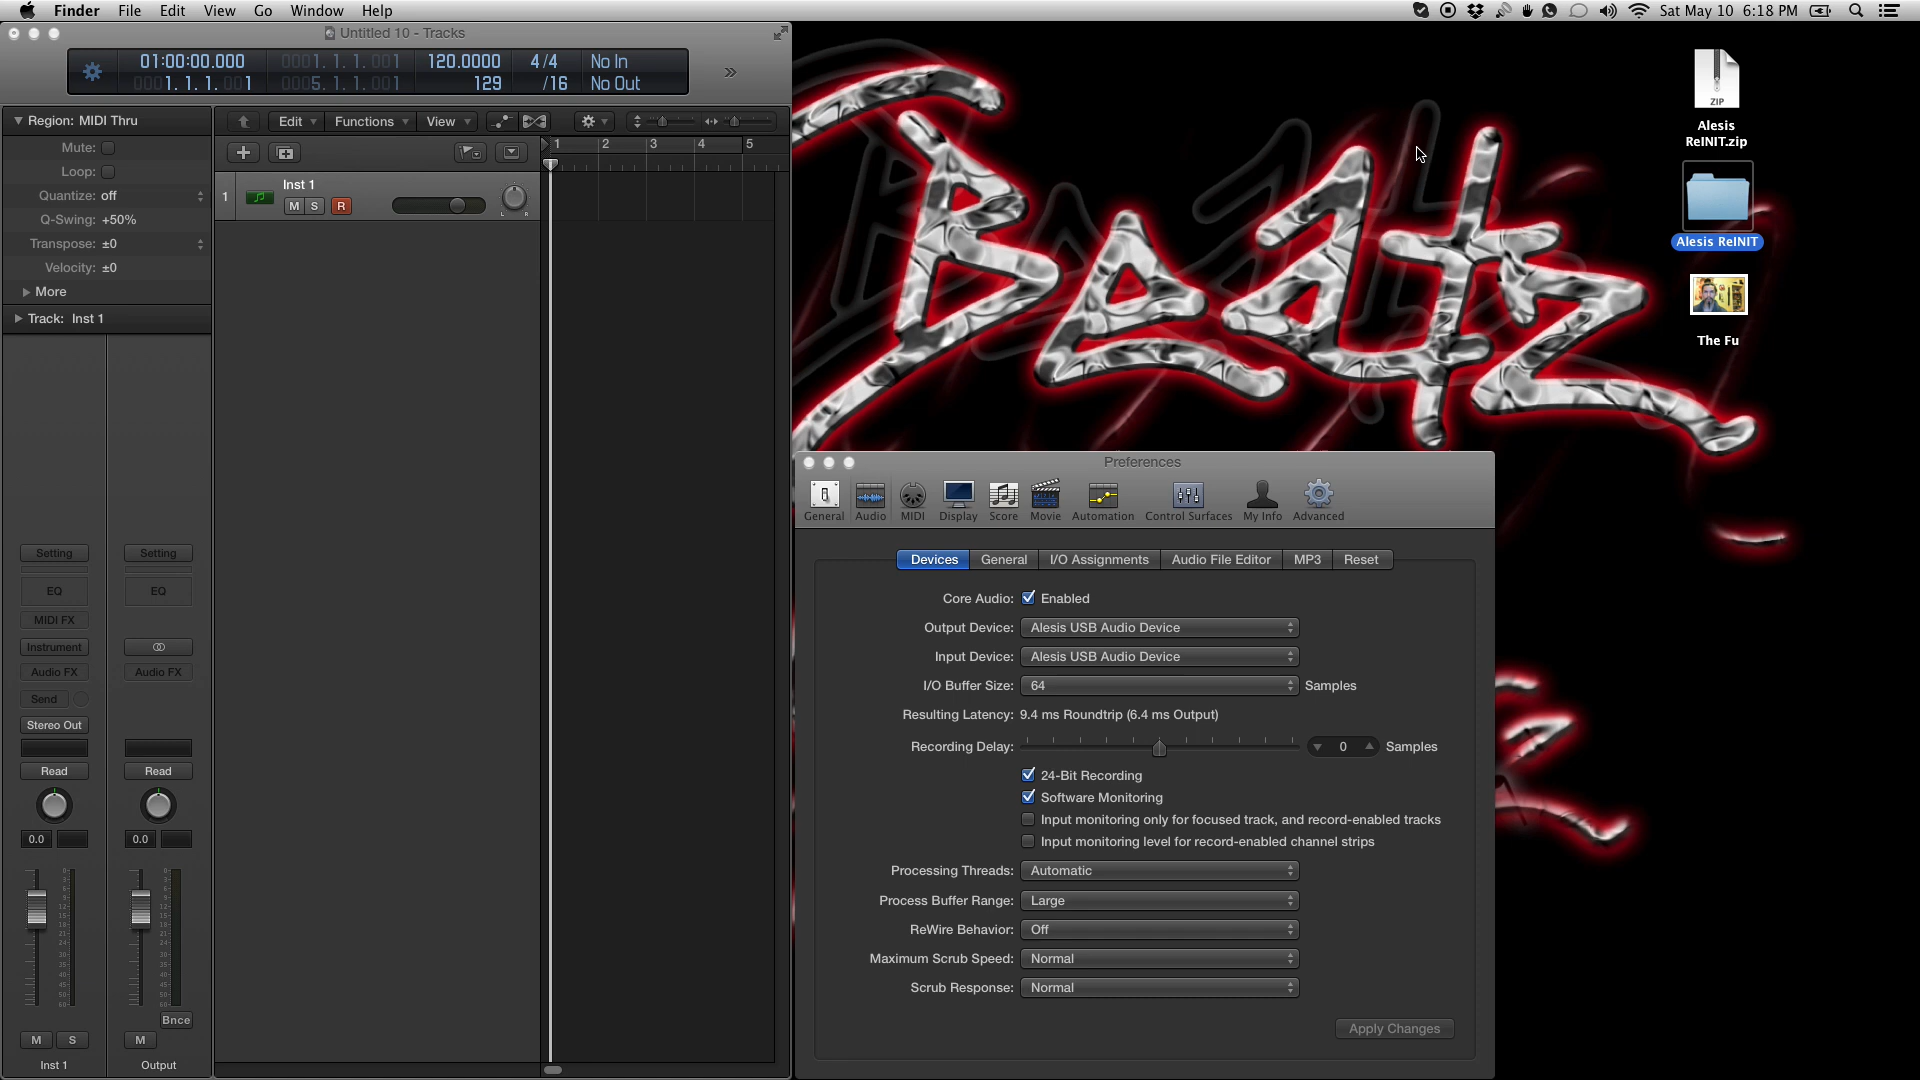 Finder File Edit View Go Window Help
Sat May 10 6:18 PM
Untitled 10 - Tracks
01:00:00.000 0001. 1. 1. 001 120.0000 4/4 No In
0001. 1. 1. 001 0005. 1. 1. 001 129 /16 No Out
Region: MIDI Thru
Edit Functions View
Mute:
Loop:
Quantize: off
Q-Swing: +50%
Transpose: ±0
Velocity: ±0
More
Track: Inst 1
1 2 3 4 5
1 Inst 1
M S R
L R
Setting Setting
EQ EQ
MIDI FX
Instrument
Audio FX Audio FX
Send
Stereo Out
Read Read
0.0 0.0
Bnce
M S M
Inst 1 Output
Beatz
ZIP
Alesis
ReINIT.zip
Alesis ReINIT
The Fu
Preferences
General Audio MIDI Display Score Movie Automation Control Surfaces My Info Advanced
Devices General I/O Assignments Audio File Editor MP3 Reset
Core Audio: Enabled
Output Device: Alesis USB Audio Device
Input Device: Alesis USB Audio Device
I/O Buffer Size: 64 Samples
Resulting Latency: 9.4 ms Roundtrip (6.4 ms Output)
Recording Delay: 0 Samples
24-Bit Recording
Software Monitoring
Input monitoring only for focused track, and record-enabled tracks
Input monitoring level for record-enabled channel strips
Processing Threads: Automatic
Process Buffer Range: Large
ReWire Behavior: Off
Maximum Scrub Speed: Normal
Scrub Response: Normal
Apply Changes